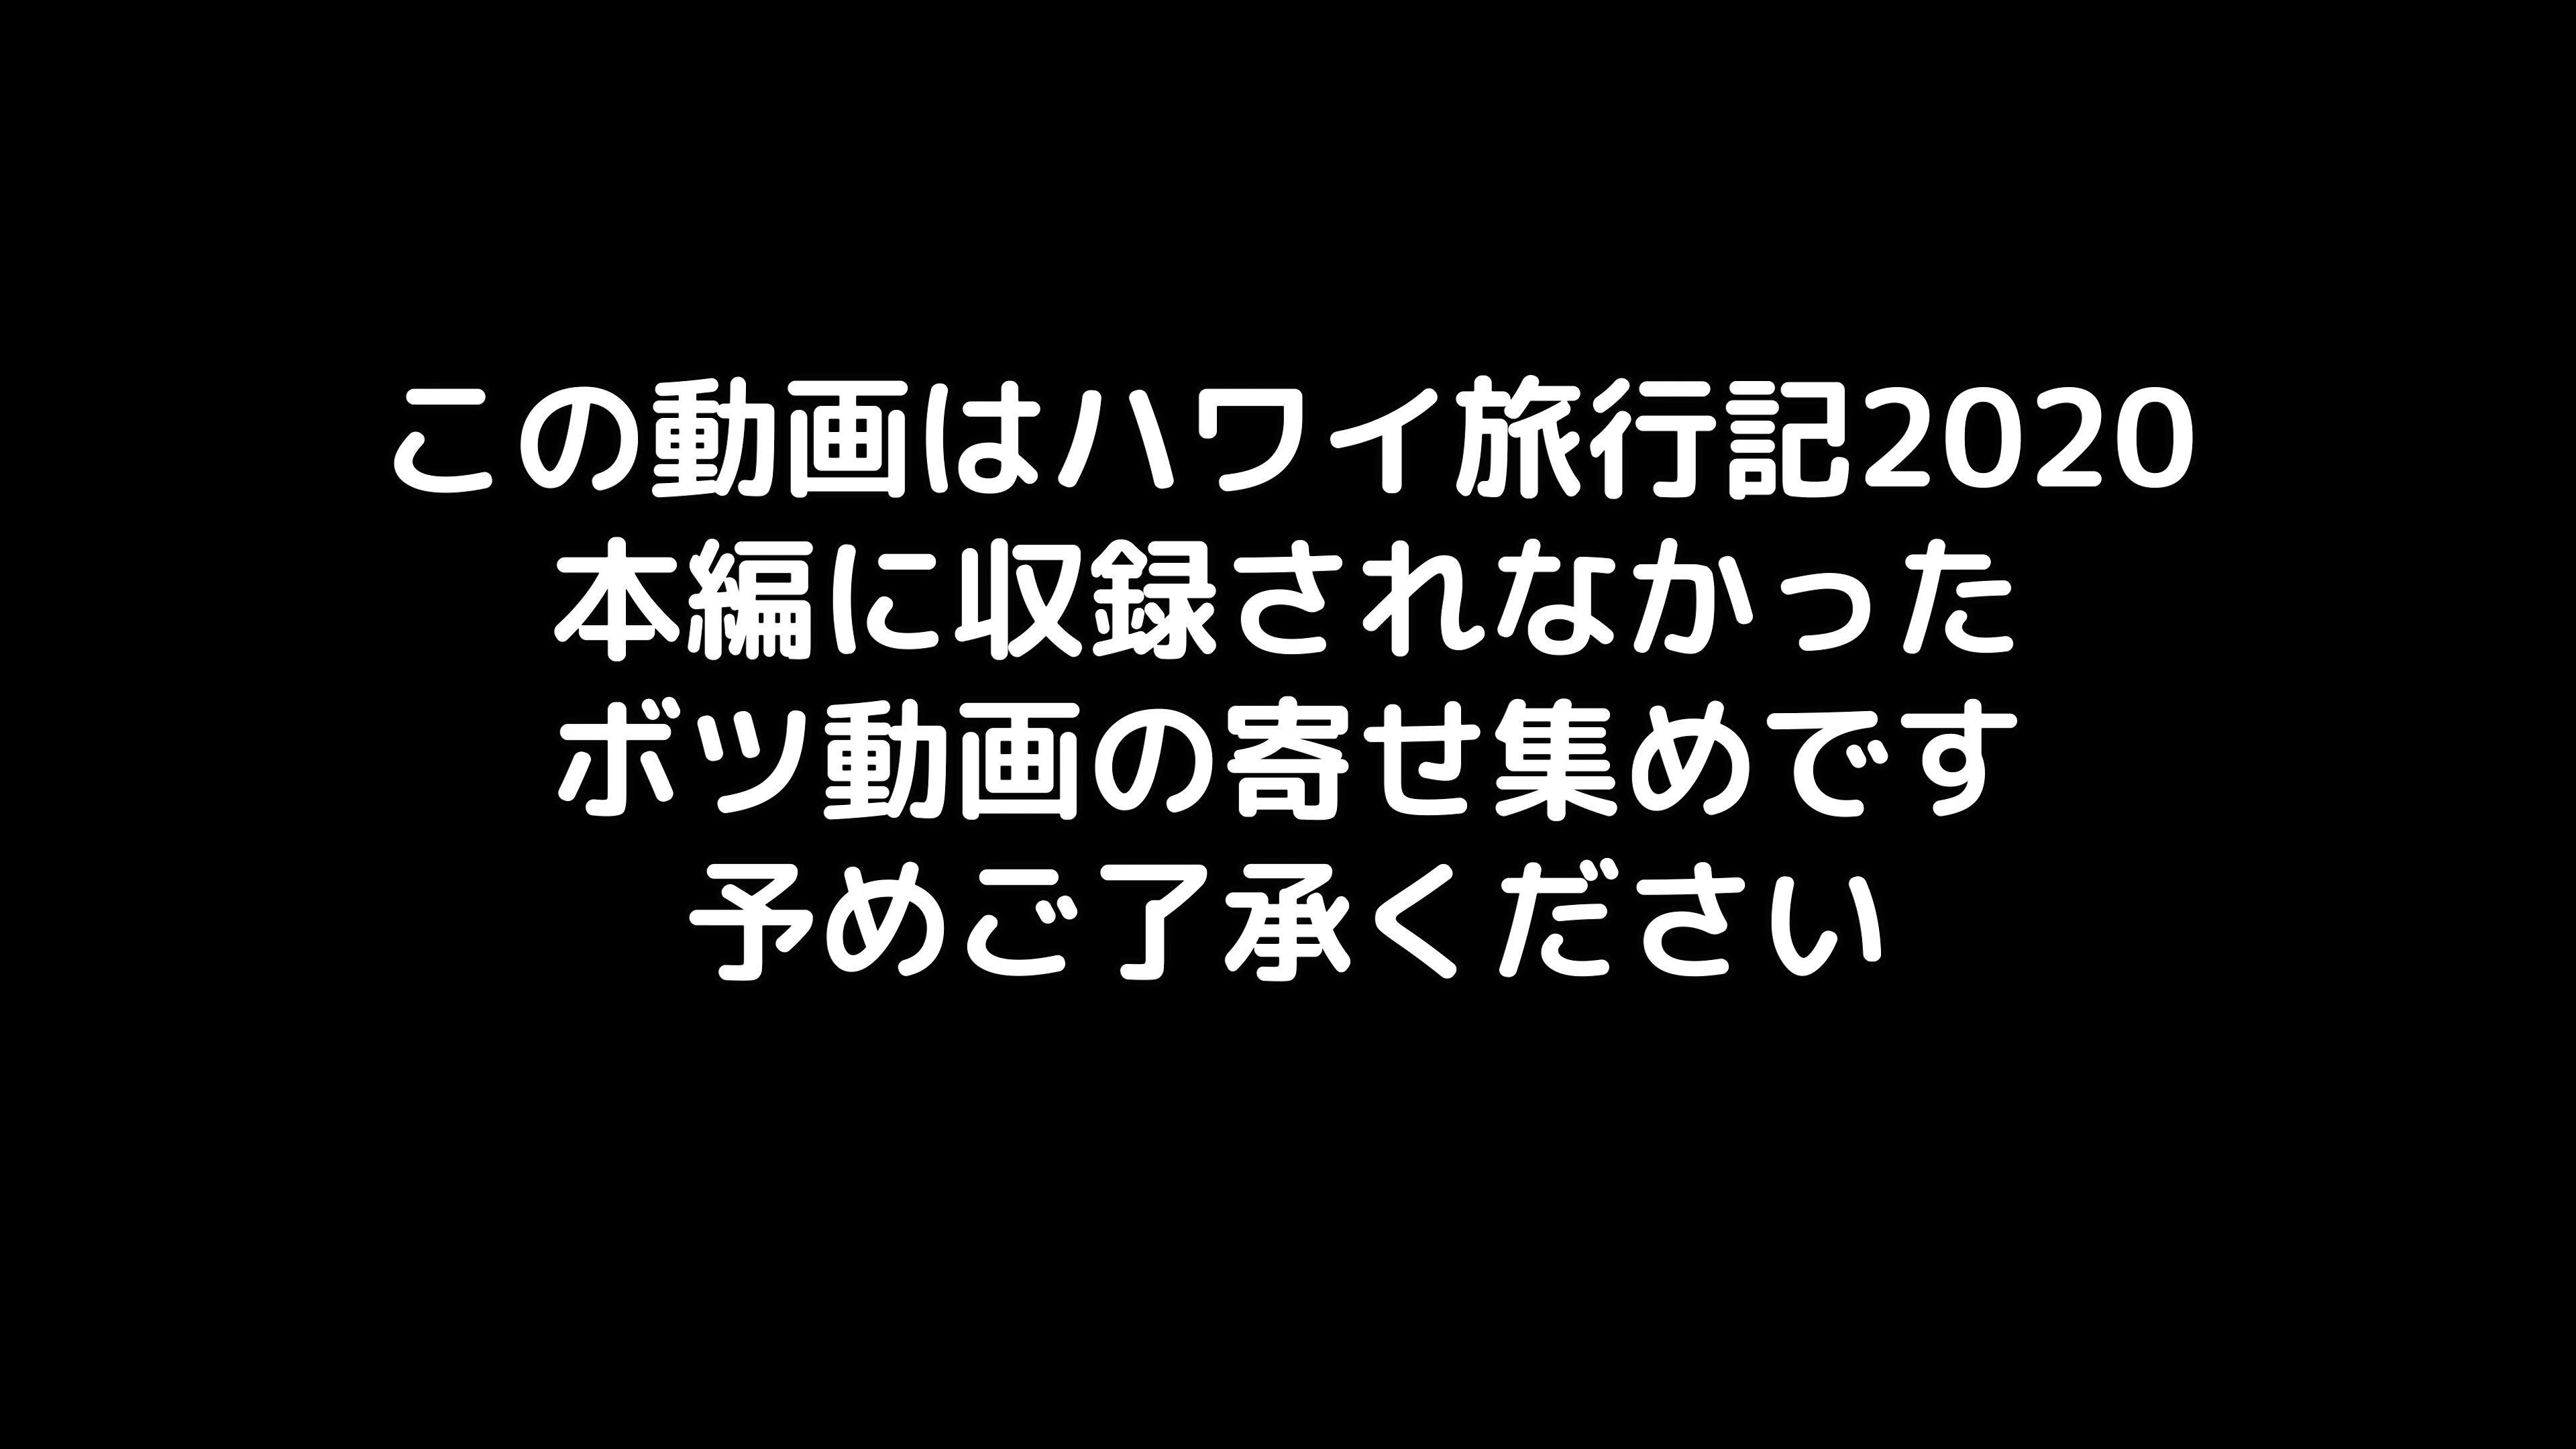 この動画はハワイ旅行記2020
本編に収録されなかった
ボツ動画の寄せ集めです
予めご了承ください